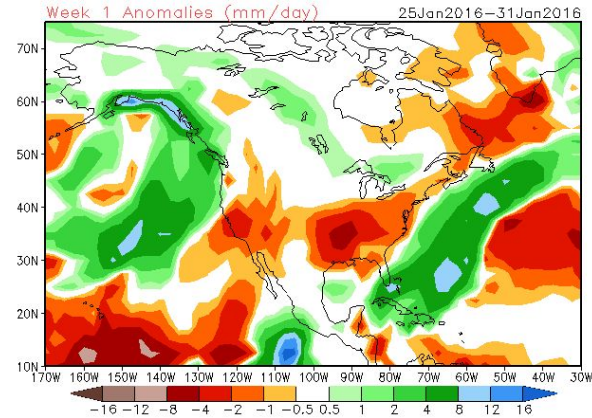 Week 1 Anomalies (mm/day) 25Jan2016-31Jan2016
70N
60N
50N
40N
30N
20N
10N
170W 160W 150W 140W 130W 120W 110W 100W 90W 80W 70W 60W 50W 40W 30W
-16 -12 -8 -4 -2 -1 -0.5 0.5 1 2 4 8 12 16